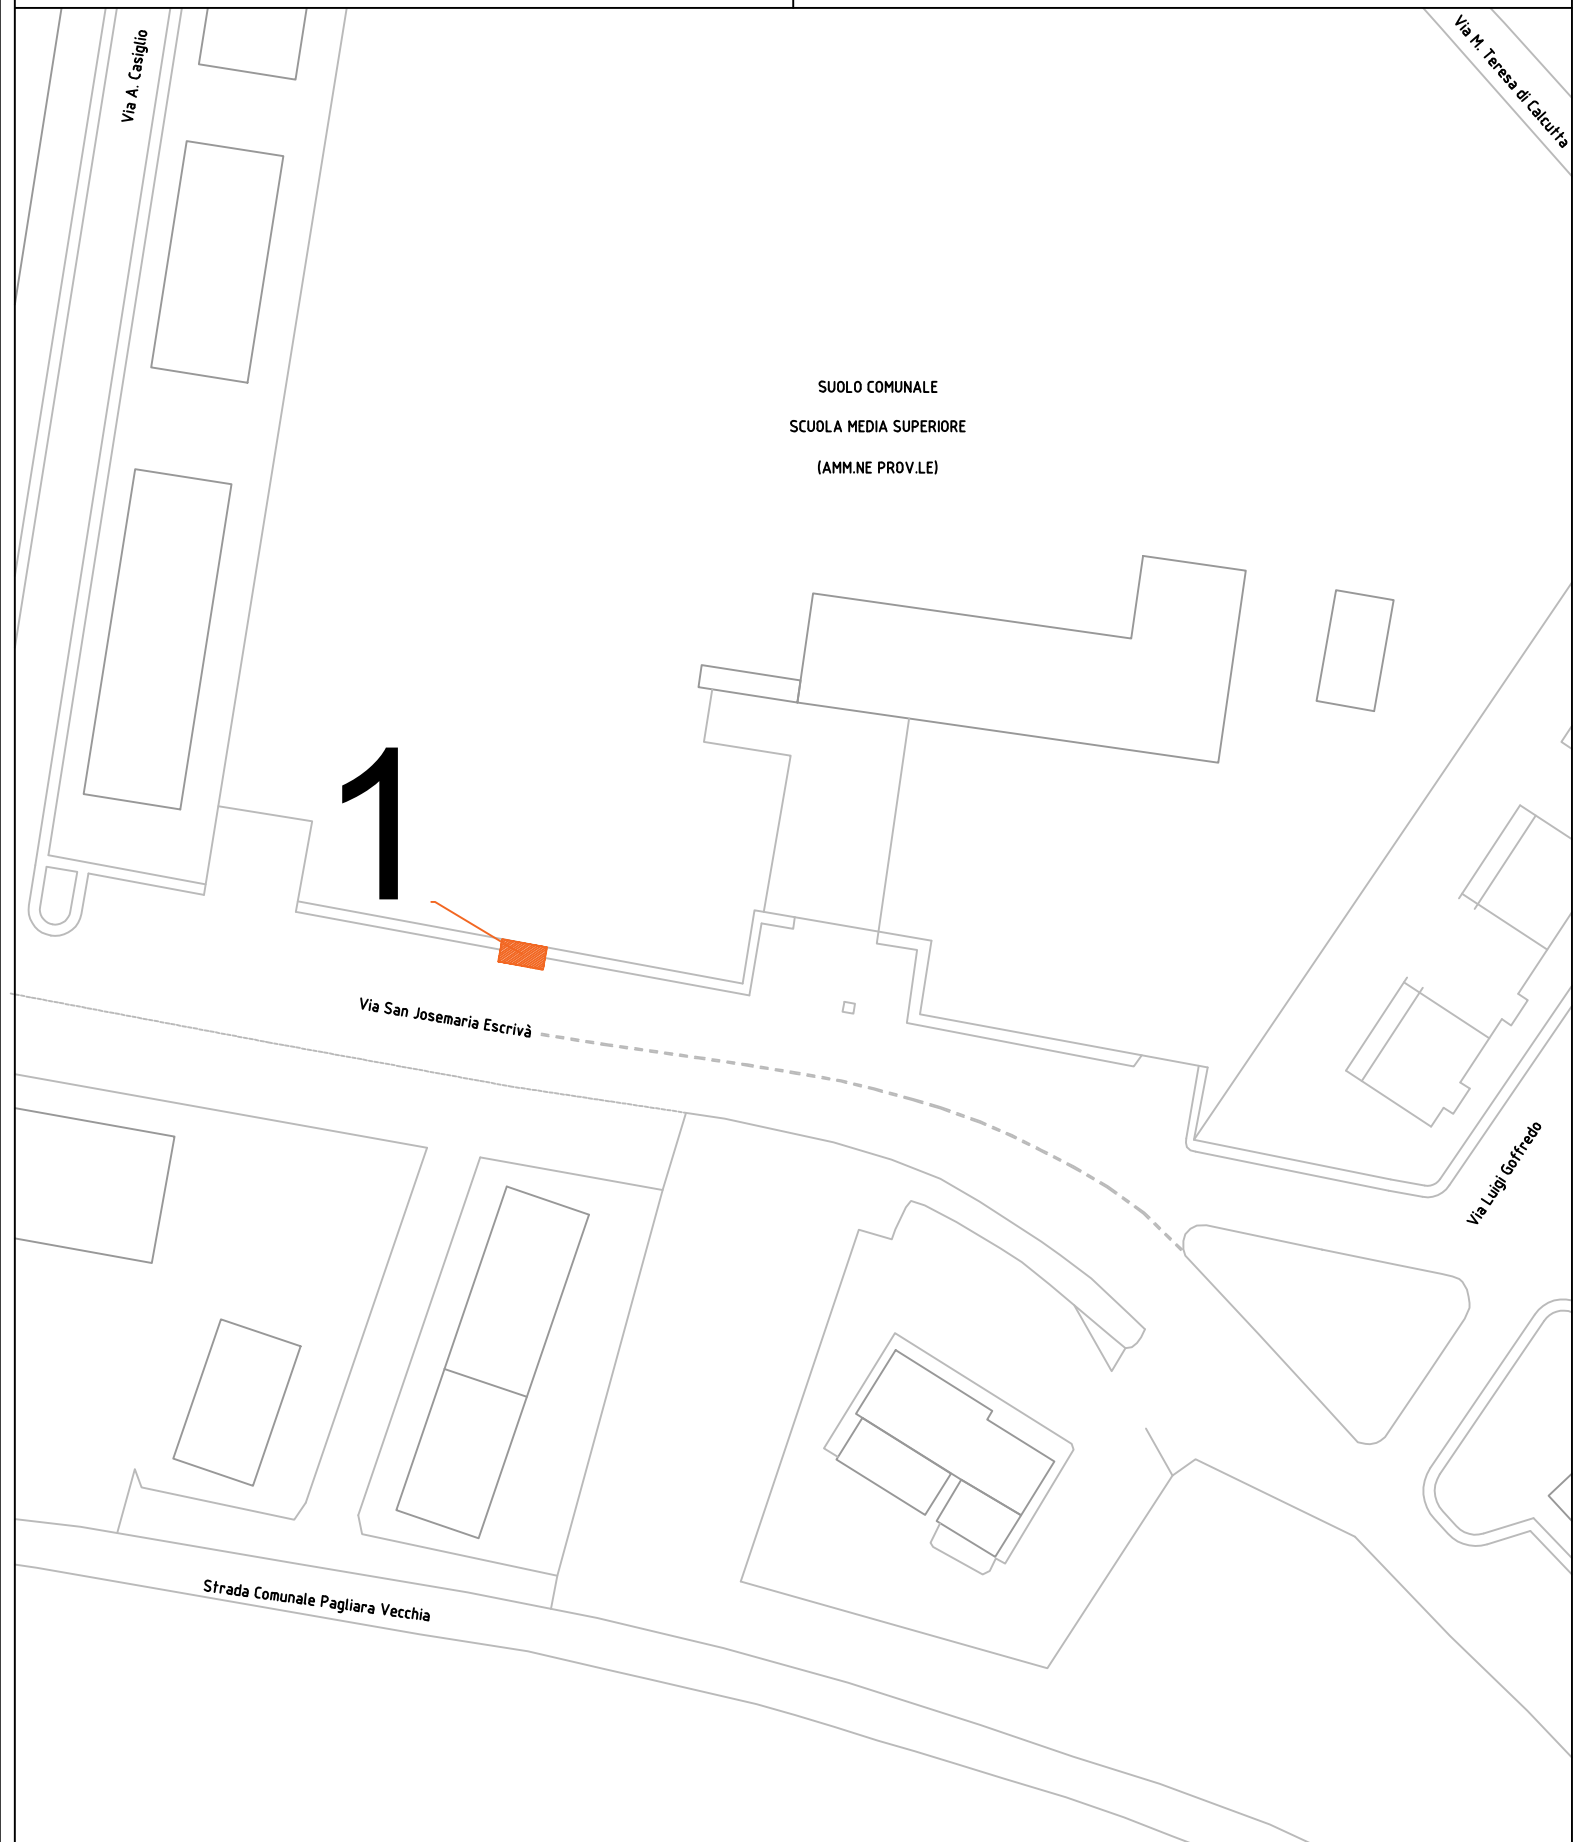 Via A. Casiglio
Via M. Teresa di Calcutta
SUOLO COMUNALE
SCUOLA MEDIA SUPERIORE
(AMM.NE PROV.LE)
1
Via San Josemaria Escrivà
Via Luigi Goffredo
Strada Comunale Pagliara Vecchia